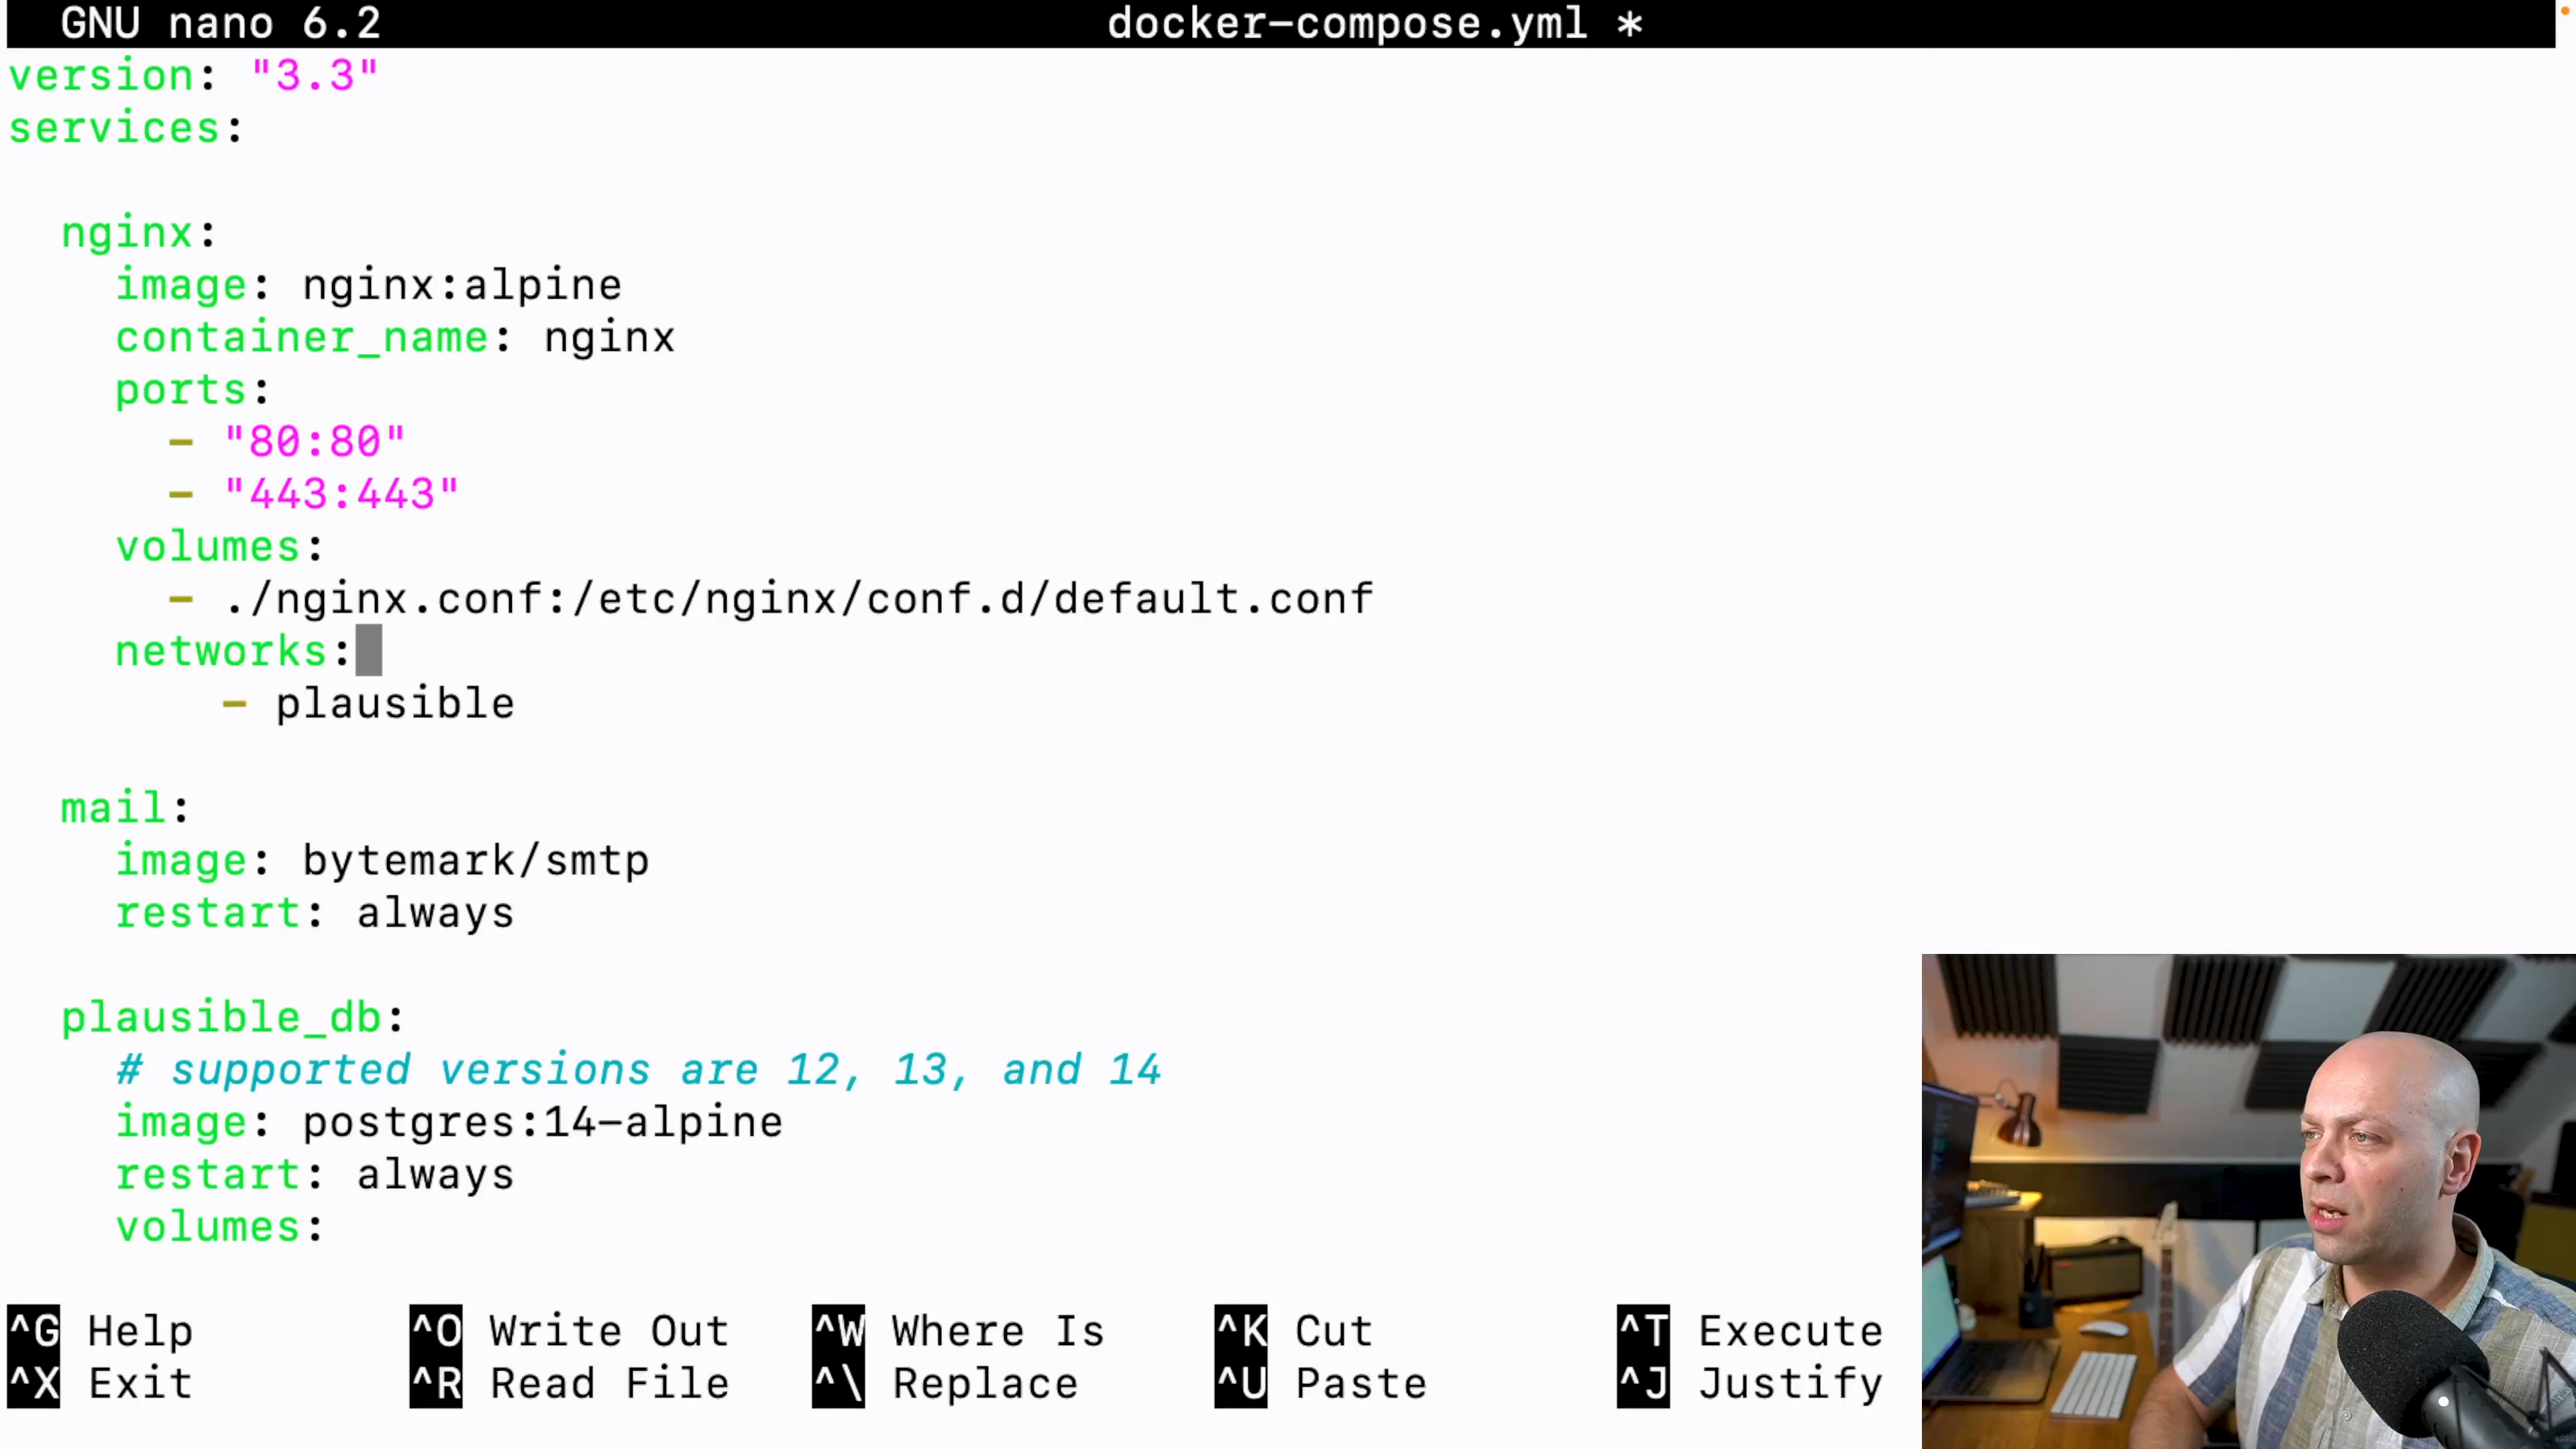 GNU nano 6.2 docker-compose.yml *
version: "3.3"
services:
nginx:
image: nginx:alpine
container_name: nginx
ports:
- "80:80"
- "443:443"
volumes:
- ./nginx.conf:/etc/nginx/conf.d/default.conf
networks:
- plausible
mail:
image: bytemark/smtp
restart: always
plausible_db:
# supported versions are 12, 13, and 14
image: postgres:14-alpine
restart: always
volumes:
^G Help ^O Write Out ^W Where Is ^K Cut ^T Execute
^X Exit ^R Read File ^\ Replace ^U Paste ^J Justify